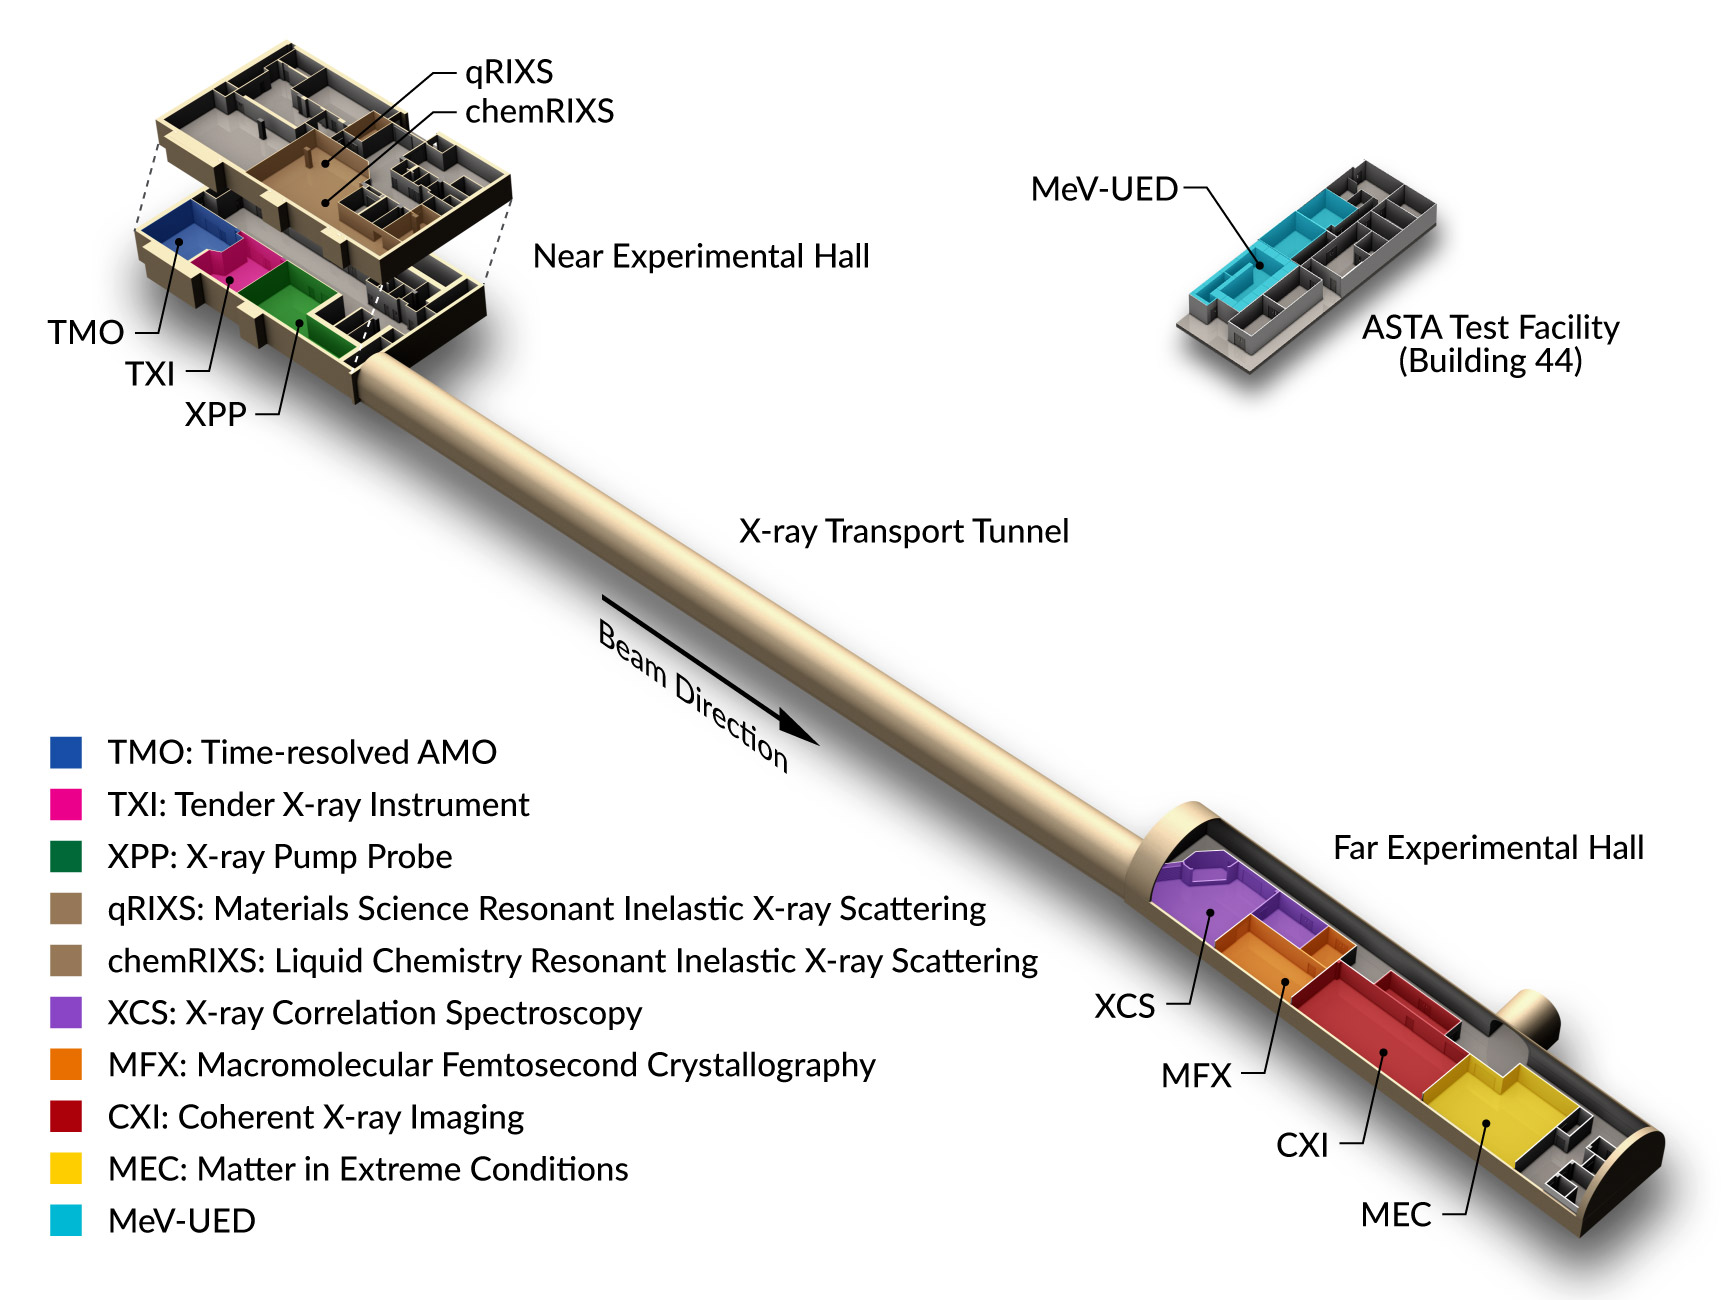 qRIXS
chemRIXS
MeV-UED
Near Experimental Hall
TMO
TXI
XPP
ASTA Test Facility
(Building 44)
X-ray Transport Tunnel
Beam Direction
Far Experimental Hall
XCS
MFX
CXI
MEC
TMO: Time-resolved AMO
TXI: Tender X-ray Instrument
XPP: X-ray Pump Probe
qRIXS: Materials Science Resonant Inelastic X-ray Scattering
chemRIXS: Liquid Chemistry Resonant Inelastic X-ray Scattering
XCS: X-ray Correlation Spectroscopy
MFX: Macromolecular Femtosecond Crystallography
CXI: Coherent X-ray Imaging
MEC: Matter in Extreme Conditions
MeV-UED